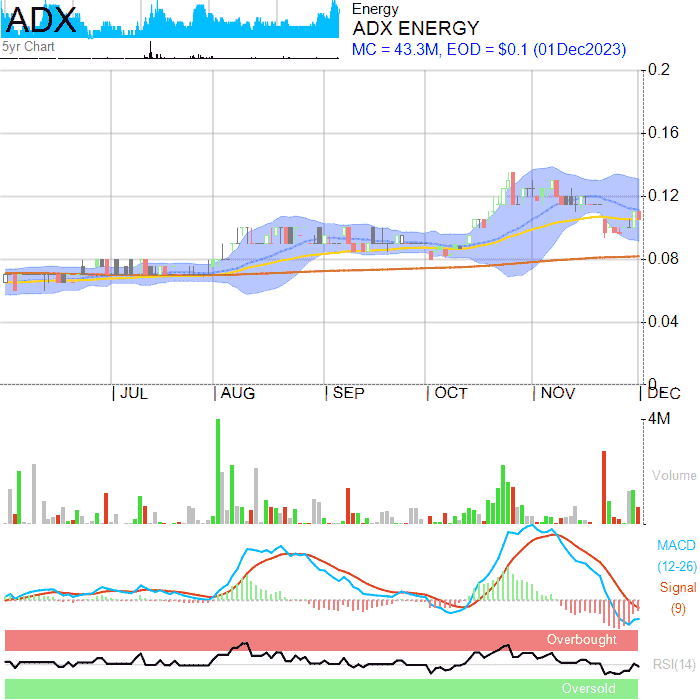 ADX
5yr Chart
Energy
ADX ENERGY
MC = 43.3M, EOD = $0.1 (01Dec2023)
0.2
0.16
0.12
0.08
0.04
0
JUL
AUG
SEP
OCT
NOV
DEC
4M
Volume
MACD
(12-26)
Signal
(9)
Overbought
RSI(14)
Oversold